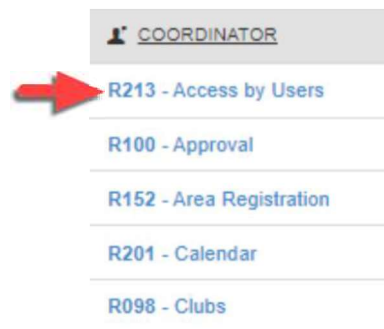 COORDINATOR
R213 - Access by Users
R100 - Approval
R152 - Area Registration
R201 - Calendar
R098 - Clubs